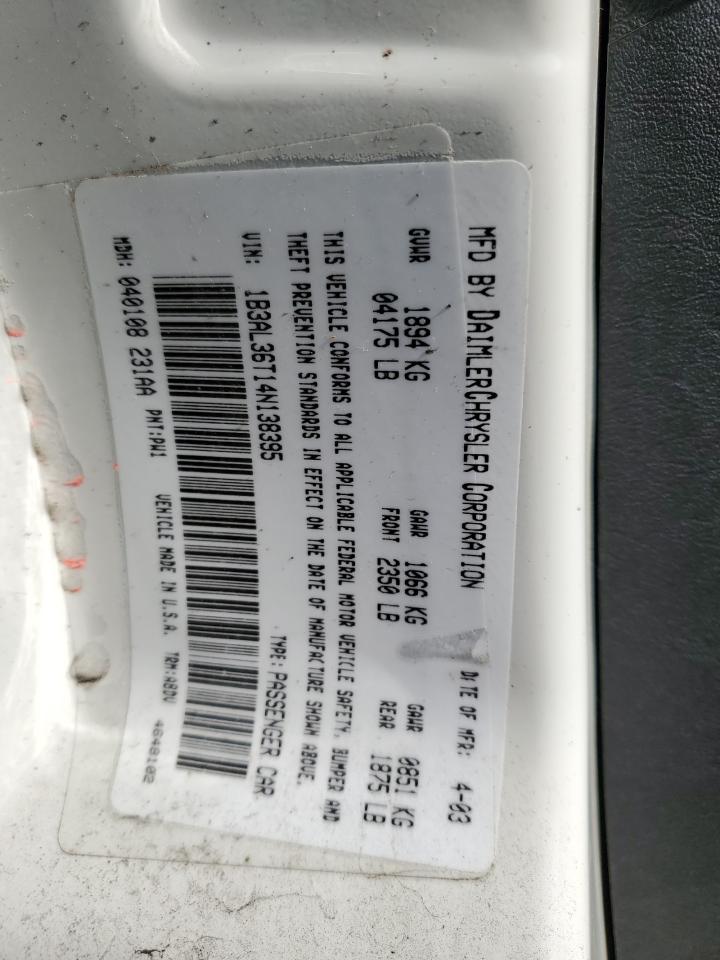 MFD BY DAIMLERCHRYSLER CORPORATION DATE OF MFR: 4-03
GVWR 1894 KG GAWR 1066 KG GAWR 0851 KG
04175 LB FRONT 2350 LB REAR 1875 LB
THIS VEHICLE CONFORMS TO ALL APPLICABLE FEDERAL MOTOR VEHICLE SAFETY, BUMPER AND
THEFT PREVENTION STANDARDS IN EFFECT ON THE DATE OF MANUFACTURE SHOWN ABOVE.
VIN: 1B3AL36T14N138395 TYPE: PASSENGER CAR
MDH: 040108 231AA PNT:PW1 VEHICLE MADE IN U.S.A. TRM:A8DV 4648102